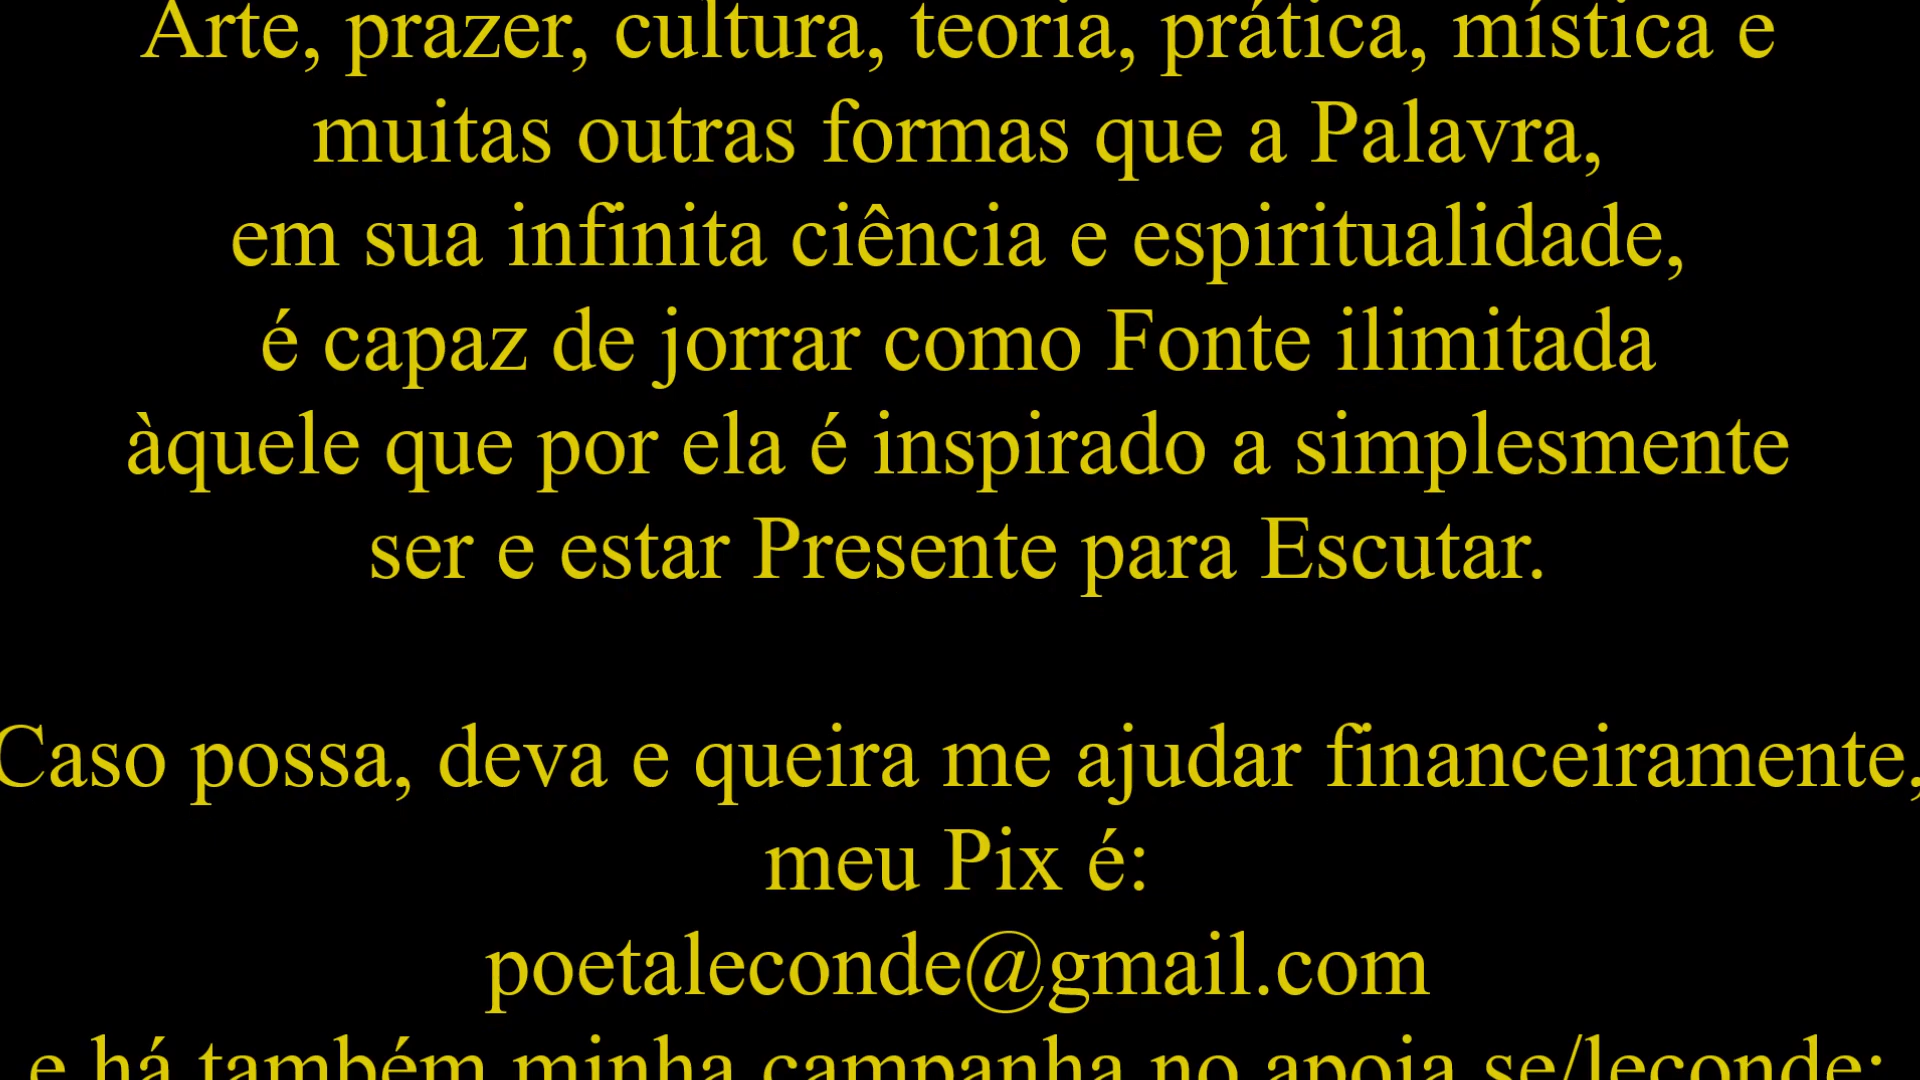 Arte, prazer, cultura, teoria, prática, mística e
muitas outras formas que a Palavra,
em sua infinita ciência e espiritualidade,
é capaz de jorrar como Fonte ilimitada
àquele que por ela é inspirado a simplesmente
ser e estar Presente para Escutar.
Caso possa, deva e queira me ajudar financeiramente,
meu Pix é:
poetaleconde@gmail.com
e há também minha campanha no apoia.se/leconde: